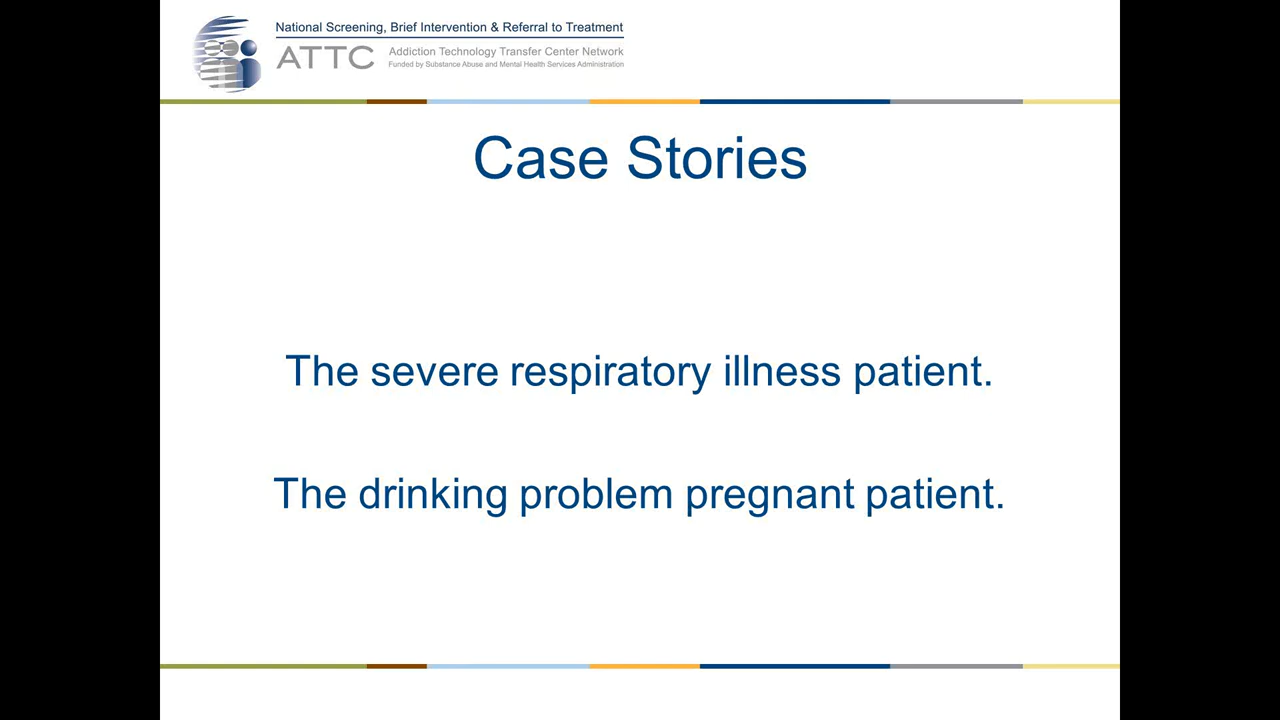 National Screening, Brief Intervention & Referral to Treatment
ATTC
Addiction Technology Transfer Center Network
Funded by Substance Abuse and Mental Health Services Administration
Case Stories
The severe respiratory illness patient.
The drinking problem pregnant patient.